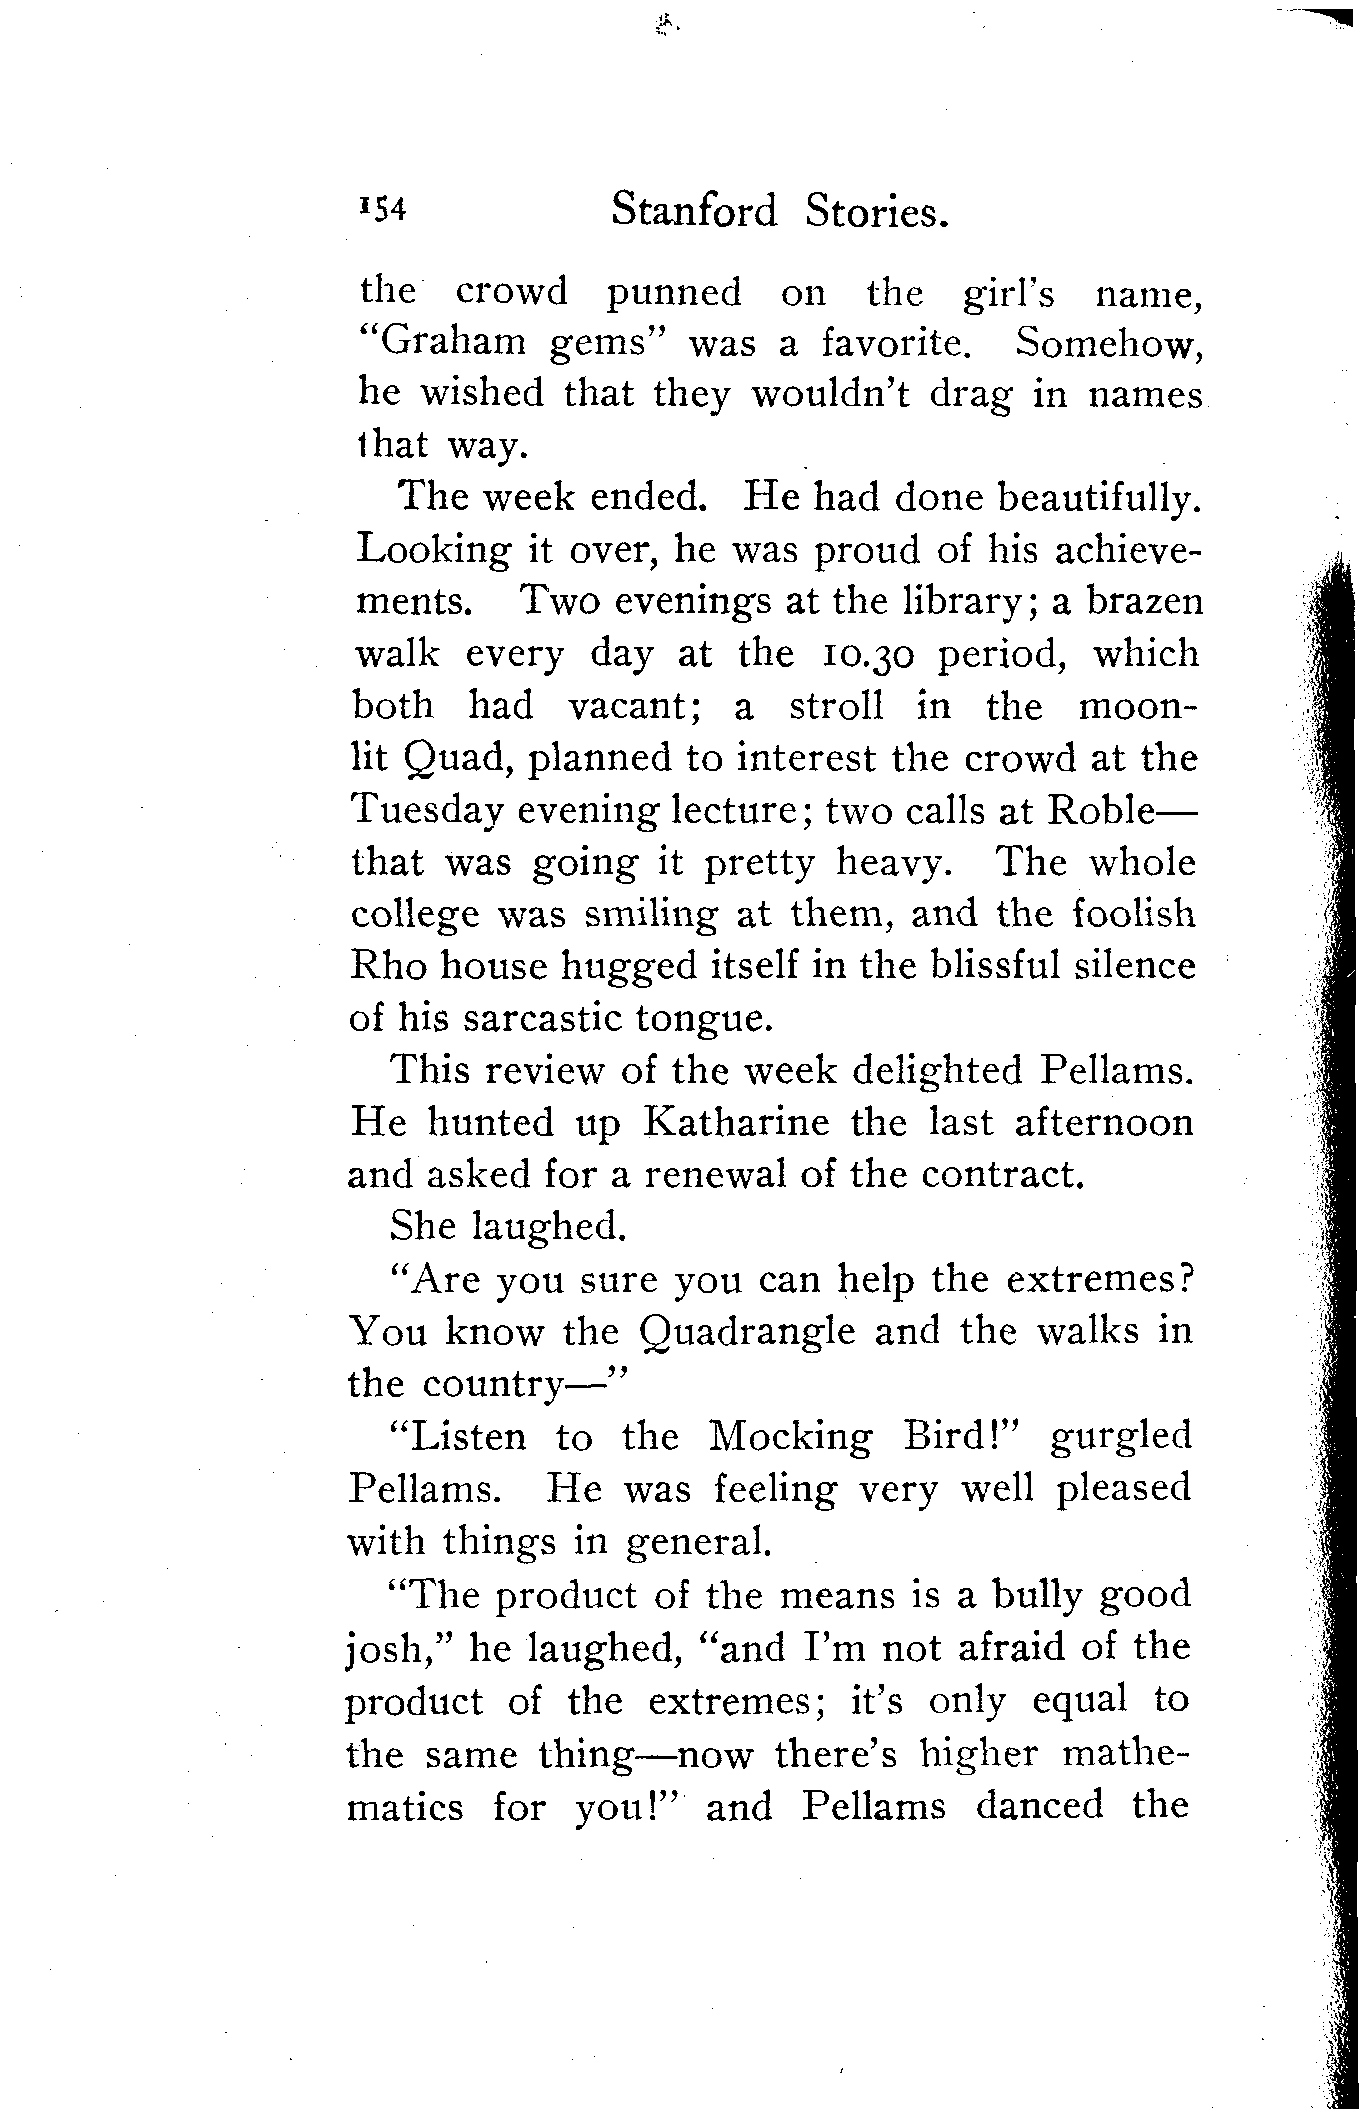 154 Stanford Stories.
the crowd punned on the girl's name,
"Graham gems" was a favorite. Somehow,
he wished that they wouldn't drag in names
that way.
The week ended. He had done beautifully.
Looking it over, he was proud of his achieve-
ments. Two evenings at the library; a brazen
walk every day at the 10.30 period, which
both had vacant; a stroll in the moon-
lit Quad, planned to interest the crowd at the
Tuesday evening lecture; two calls at Roble—
that was going it pretty heavy. The whole
college was smiling at them, and the foolish
Rho house hugged itself in the blissful silence
of his sarcastic tongue.
This review of the week delighted Pellams.
He hunted up Katharine the last afternoon
and asked for a renewal of the contract.
She laughed.
"Are you sure you can help the extremes?
You know the Quadrangle and the walks in
the country—"
"Listen to the Mocking Bird!" gurgled
Pellams. He was feeling very well pleased
with things in general.
"The product of the means is a bully good
josh," he laughed, "and I'm not afraid of the
product of the extremes; it's only equal to
the same thing—now there's higher mathe-
matics for you!" and Pellams danced the